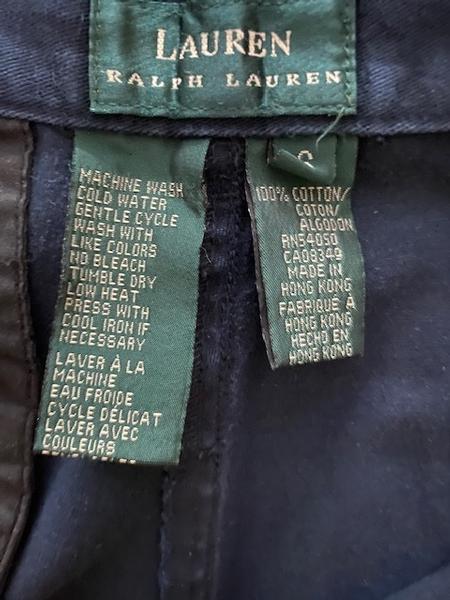 LAUREN
RALPH LAUREN
MACHINE WASH
COLD WATER
GENTLE CYCLE
WASH WITH
LIKE COLORS
NO BLEACH
TUMBLE DRY
LOW HEAT
PRESS WITH
COOL IRON IF
NECESSARY
LAVER À LA
MACHINE
EAU FROIDE
CYCLE DÉLICAT
LAVER AVEC
COULEURS
100% COTTON/
COTON/
ALGODON
RN54050
CA08349
MADE IN
HONG KONG
FABRIQUÉ À
HONG KONG
HECHO EN
HONG KONG